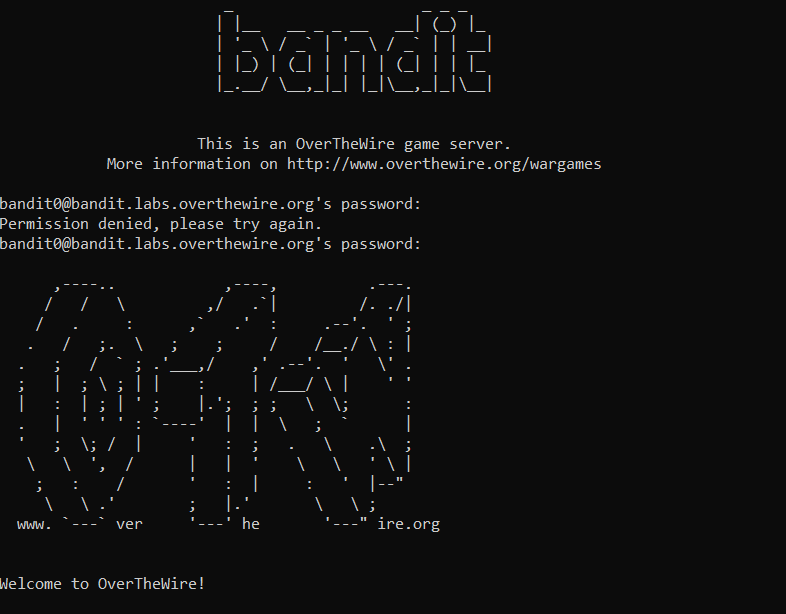 bandit
This is an OverTheWire game server.
More information on http://www.overthewire.org/wargames
bandit0@bandit.labs.overthewire.org's password:
Permission denied, please try again.
bandit0@bandit.labs.overthewire.org's password:
OTW
www. ver he ire.org
Welcome to OverTheWire!